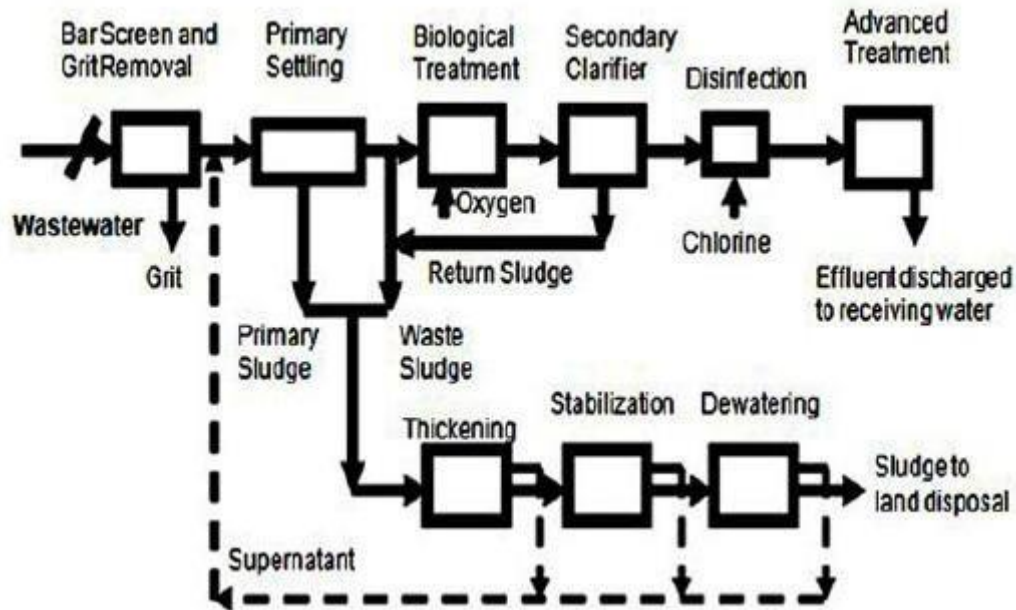 Bar Screen and
Grit Removal
Primary
Settling
Biological
Treatment
Secondary
Clarifier
Disinfection
Advanced
Treatment
Wastewater
Grit
Oxygen
Return Sludge
Chlorine
Effluent discharged
to receiving water
Primary
Sludge
Waste
Sludge
Thickening
Stabilization
Dewatering
Sludge to
land disposal
Supernatant